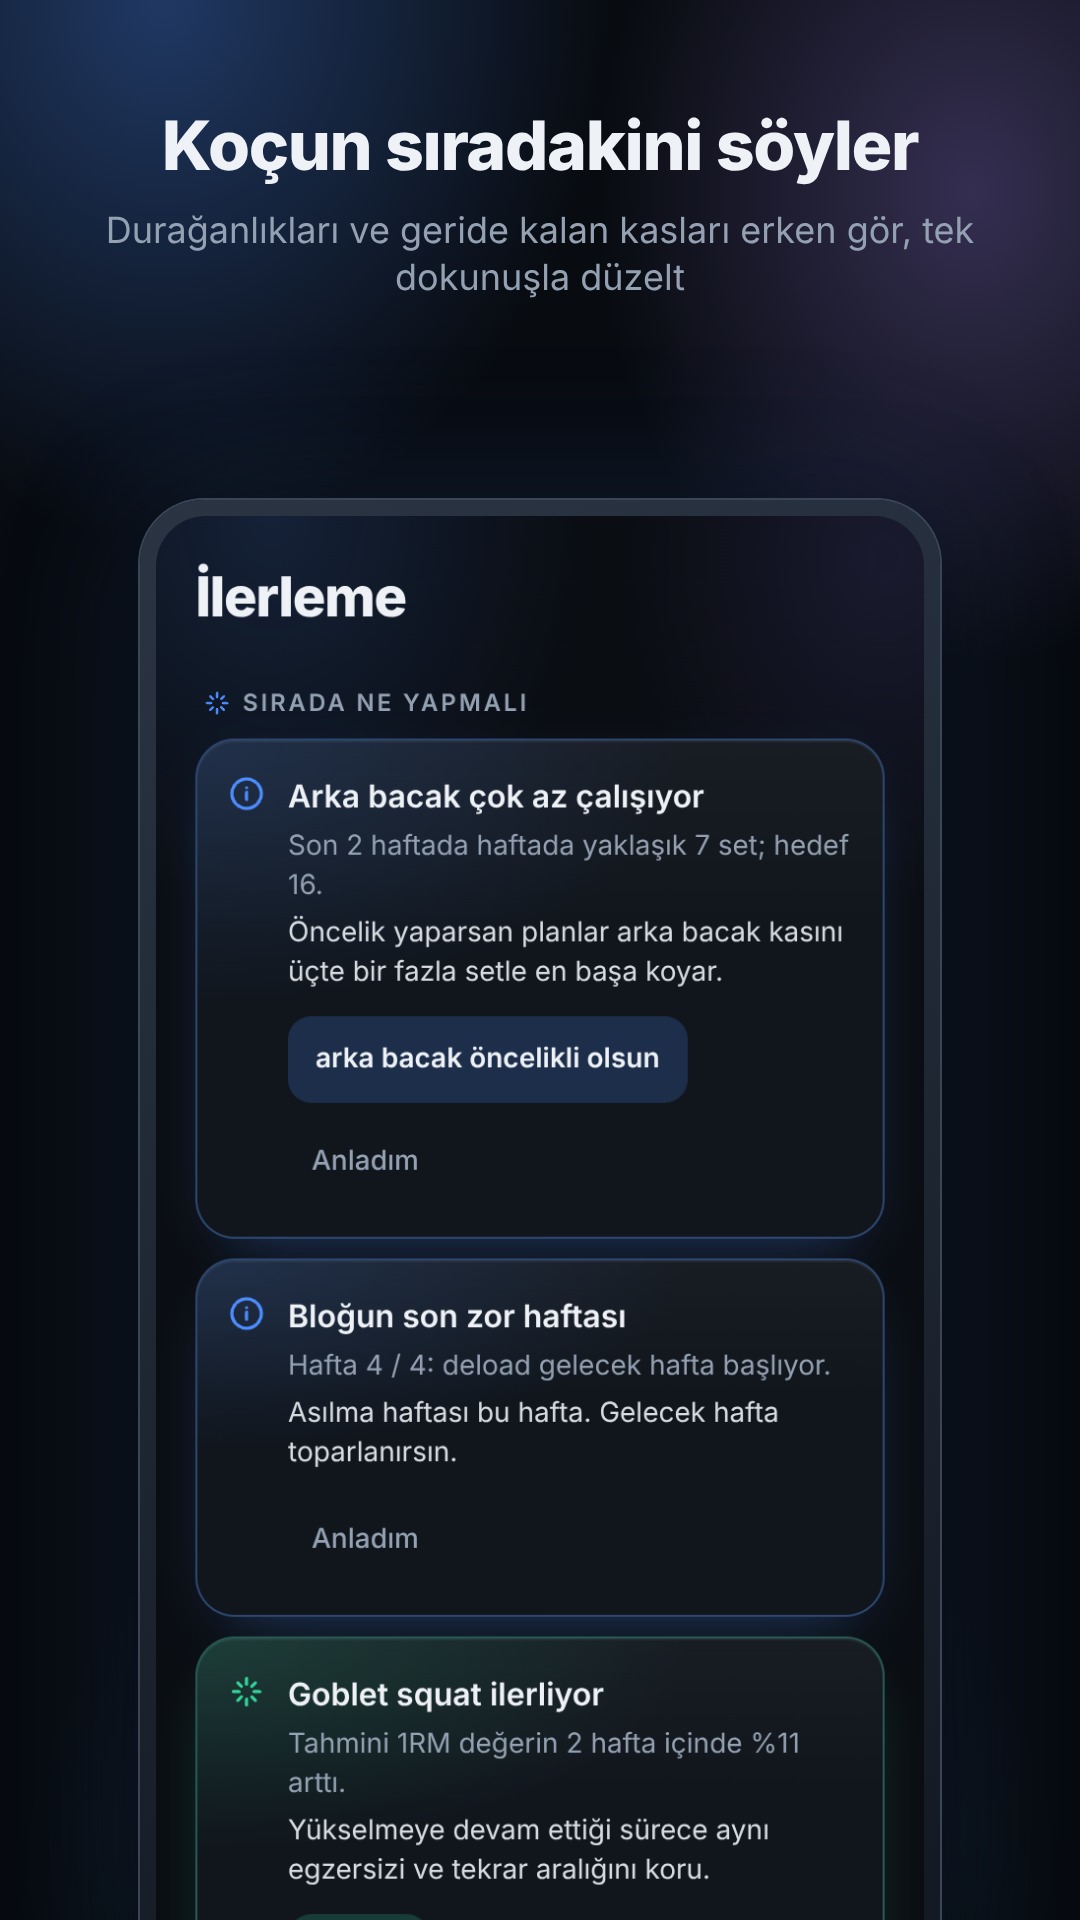 Koçun sıradakini söyler
Durağanlıkları ve geride kalan kasları erken gör, tek
dokunuşla düzelt
İlerleme
SIRADA NE YAPMALI
Arka bacak çok az çalışıyor
Son 2 haftada haftada yaklaşık 7 set; hedef
16.
Öncelik yaparsan planlar arka bacak kasını
üçte bir fazla setle en başa koyar.
arka bacak öncelikli olsun
Anladım
Bloğun son zor haftası
Hafta 4 / 4: deload gelecek hafta başlıyor.
Asılma haftası bu hafta. Gelecek hafta
toparlanırsın.
Anladım
Goblet squat ilerliyor
Tahmini 1RM değerin 2 hafta içinde %11
arttı.
Yükselmeye devam ettiği sürece aynı
egzersizi ve tekrar aralığını koru.